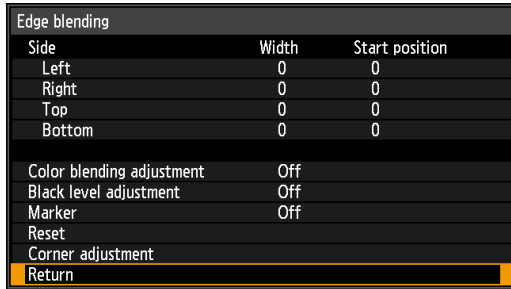 Edge blending
Side Width Start position
Left 0 0
Right 0 0
Top 0 0
Bottom 0 0
Color blending adjustment Off
Black level adjustment Off
Marker Off
Reset
Corner adjustment
Return